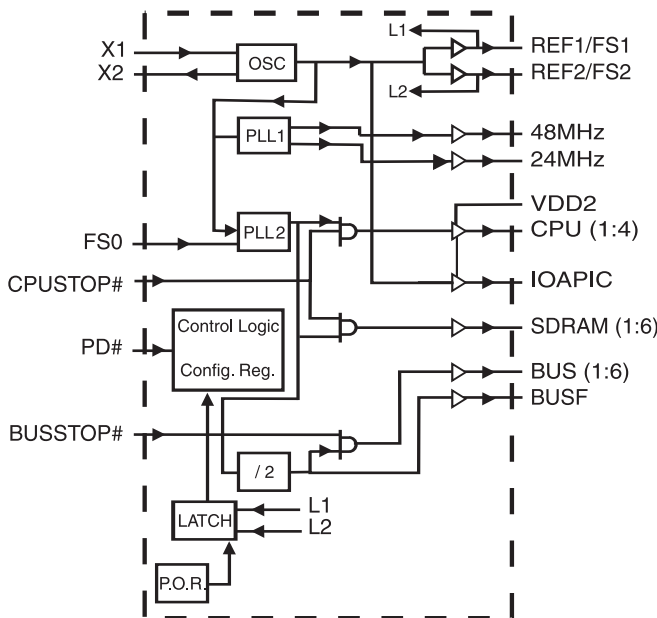 L1
X1
REF1/FS1
OSC
X2
REF2/FS2
L2
PLL1
48MHz
24MHz
VDD2
FS0
PLL2
CPU (1:4)
CPUSTOP#
IOAPIC
Control Logic
SDRAM (1:6)
PD#
Config. Reg.
BUS (1:6)
BUSF
BUSSTOP#
/ 2
L1
LATCH
L2
P.O.R.